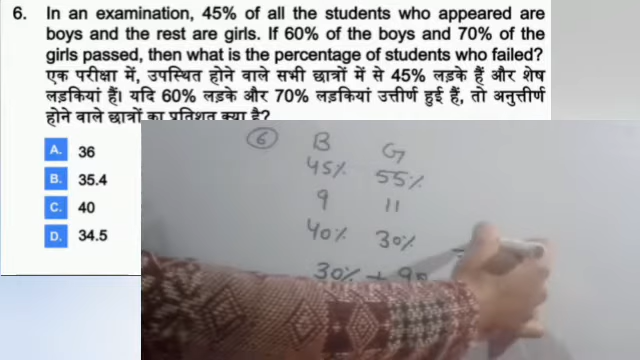 6. In an examination, 45% of all the students who appeared are
boys and the rest are girls. If 60% of the boys and 70% of the
girls passed, then what is the percentage of students who failed?
एक परीक्षा में, उपस्थित होने वाले सभी छात्रों में से 45% लड़के हैं और शेष
लड़कियां हैं। यदि 60% लड़के और 70% लड़कियां उत्तीर्ण हुई हैं, तो अनुत्तीर्ण
होने वाले छात्रों का प्रतिशत क्या है?
A. 36
B. 35.4
C. 40
D. 34.5
6 B G
45% 55%
9 11
40% 30%
30% +